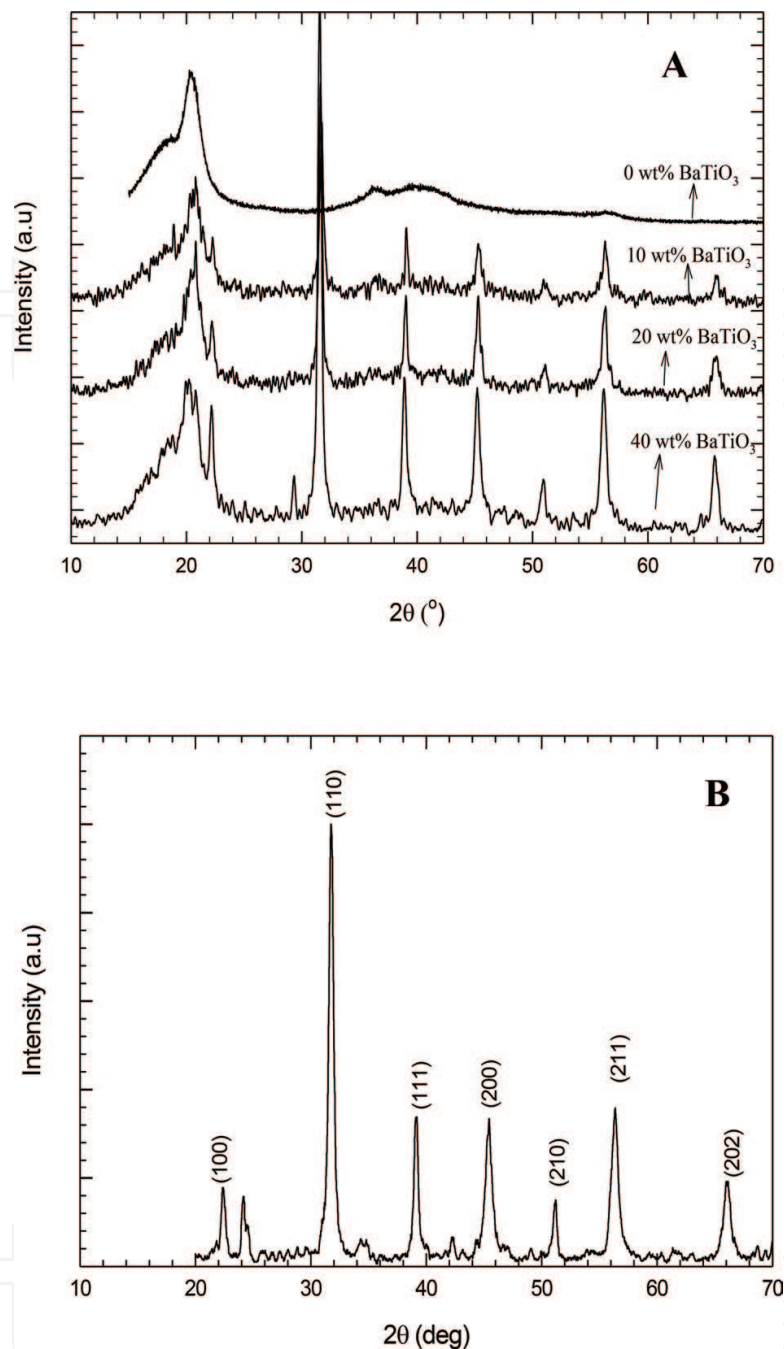 A
0 wt% BaTiO₃
10 wt% BaTiO₃
20 wt% BaTiO₃
40 wt% BaTiO₃
Intensity (a.u)
10 20 30 40 50 60 70
2θ (°)
B
(100)
(110)
(111)
(200)
(210)
(211)
(202)
Intensity (a.u)
10 20 30 40 50 60 70
2θ (deg)